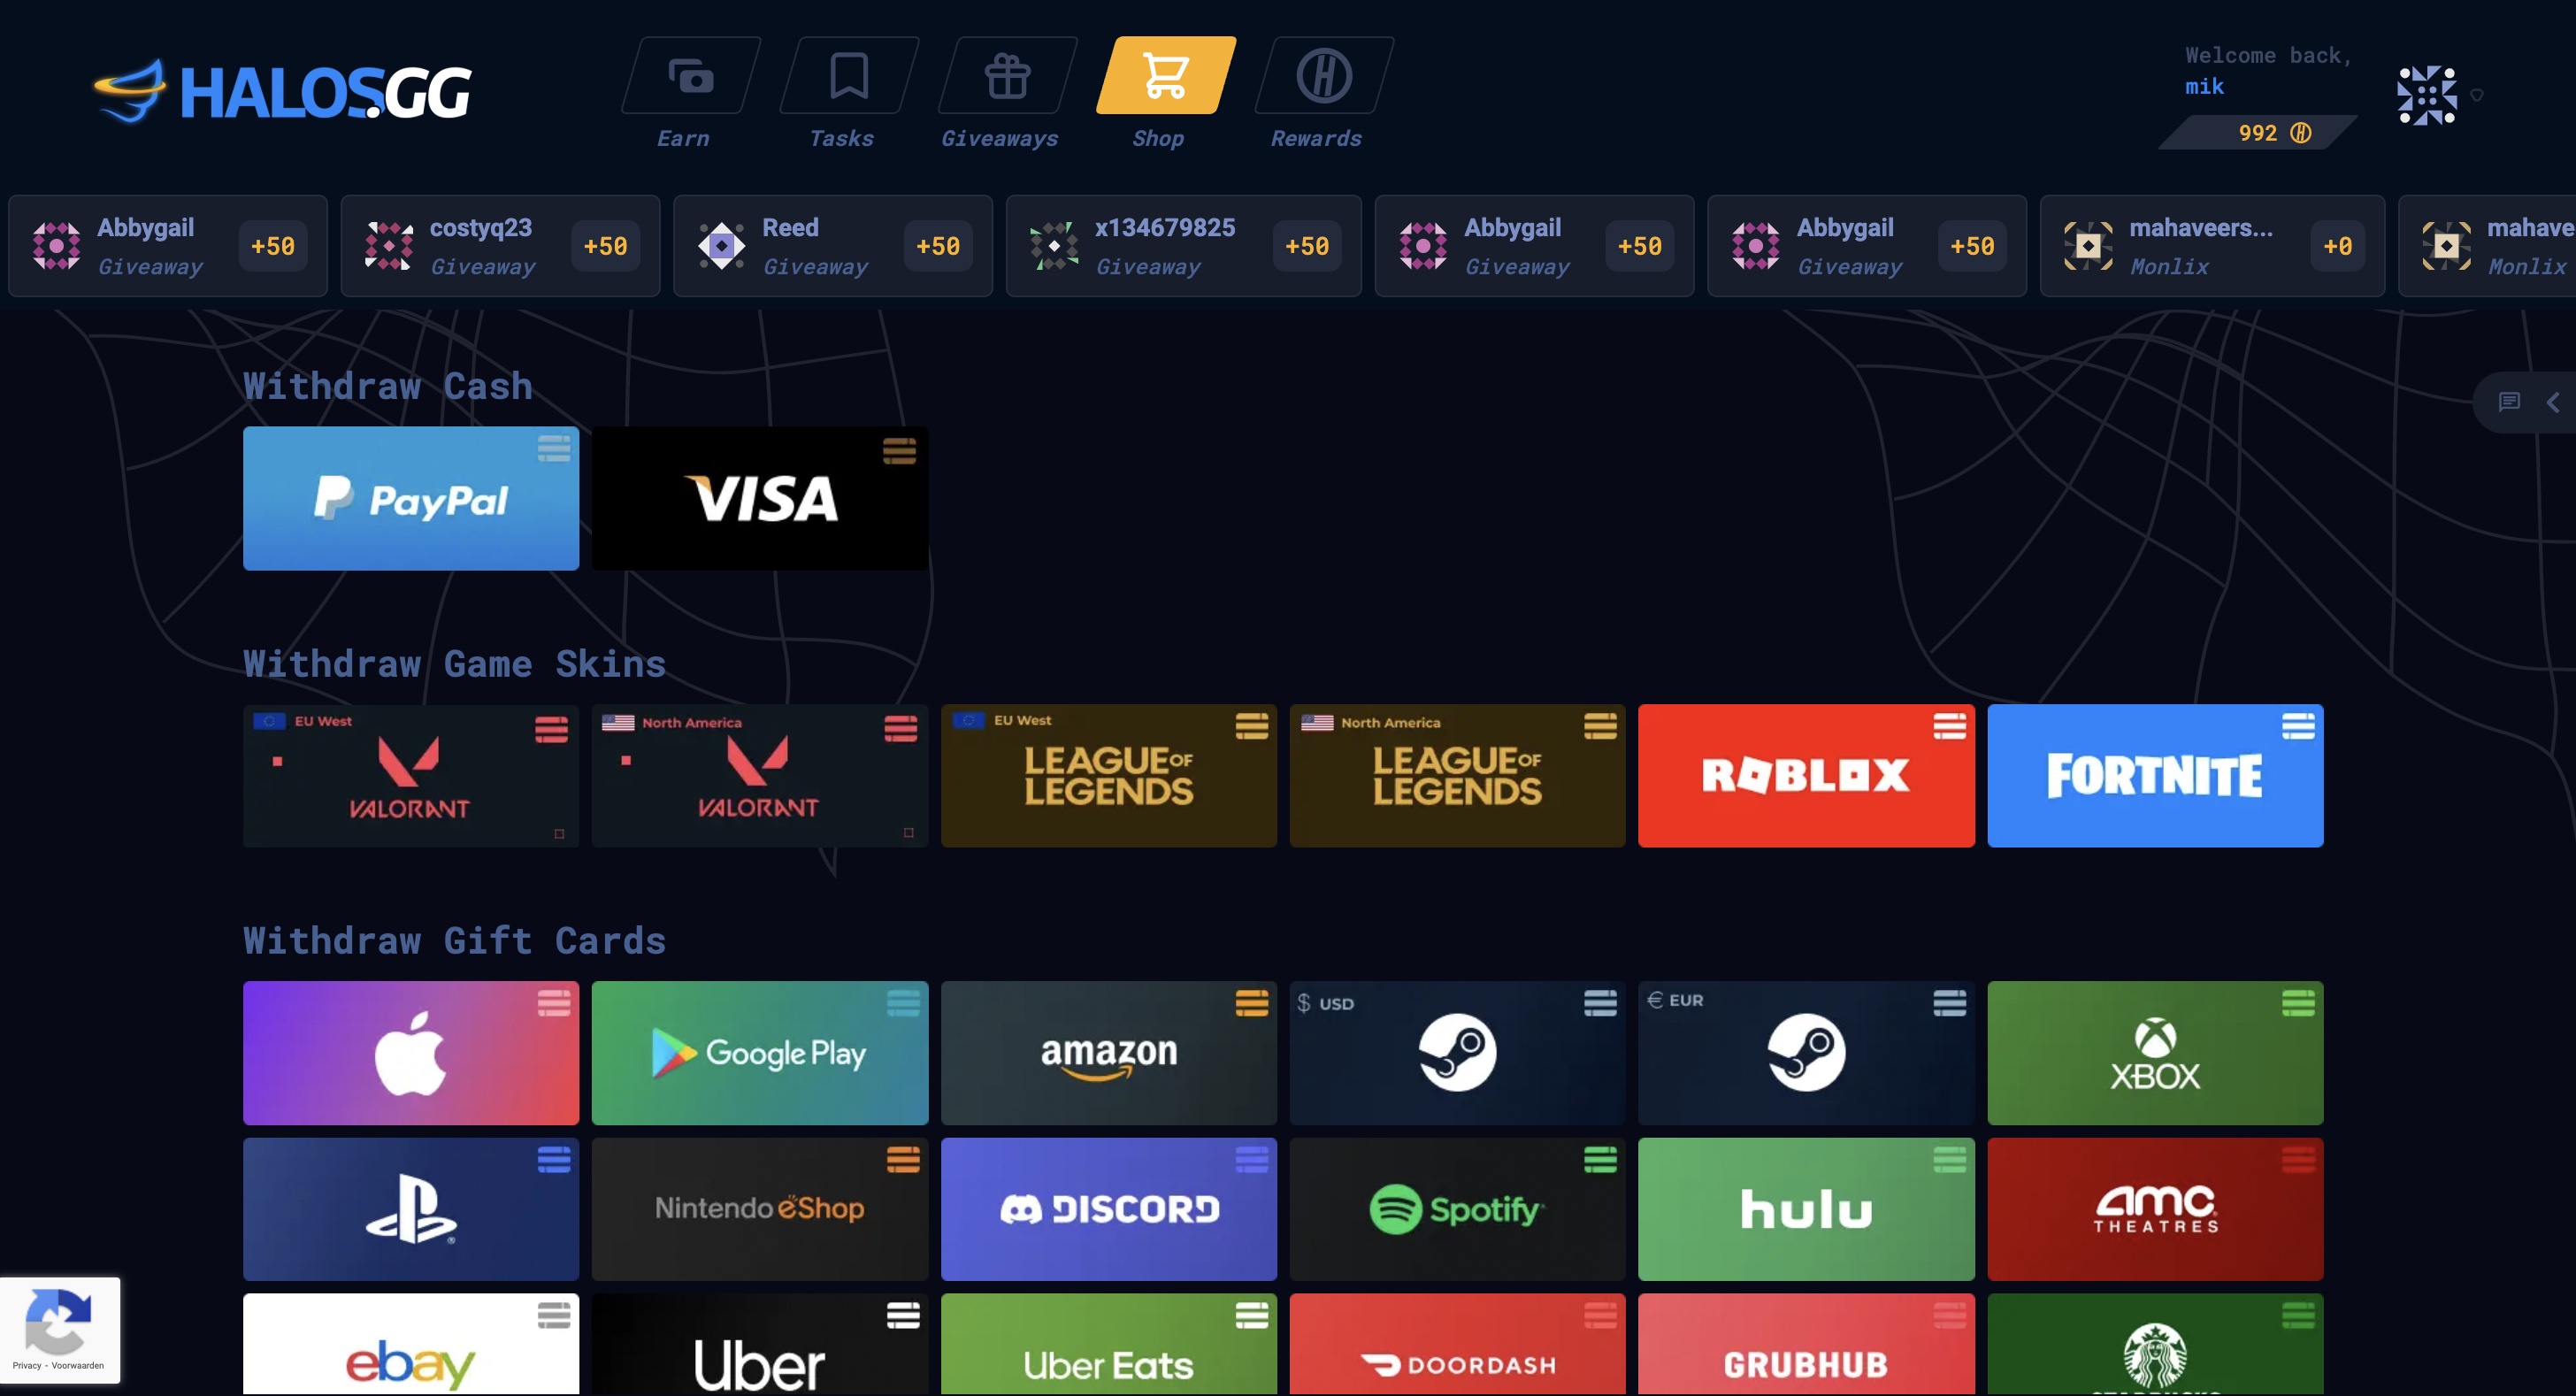 HALOS.GG
Earn
Tasks
Giveaways
Shop
Rewards
Welcome back,
mik
992
Abbygail
Giveaway
+50
costyq23
Giveaway
+50
Reed
Giveaway
+50
x134679825
Giveaway
+50
Abbygail
Giveaway
+50
Abbygail
Giveaway
+50
mahaveers...
Monlix
+0
mahave
Monlix
Withdraw Cash
PayPal
VISA
Withdraw Game Skins
EU West
VALORANT
North America
VALORANT
EU West
LEAGUE OF
LEGENDS
North America
LEAGUE OF
LEGENDS
ROBLOX
FORTNITE
Withdraw Gift Cards
Google Play
amazon
$ USD
€ EUR
XBOX
Nintendo eShop
DISCORD
Spotify
hulu
amc
THEATRES
ebay
Uber
Uber Eats
DOORDASH
GRUBHUB
Privacy - Voorwaarden